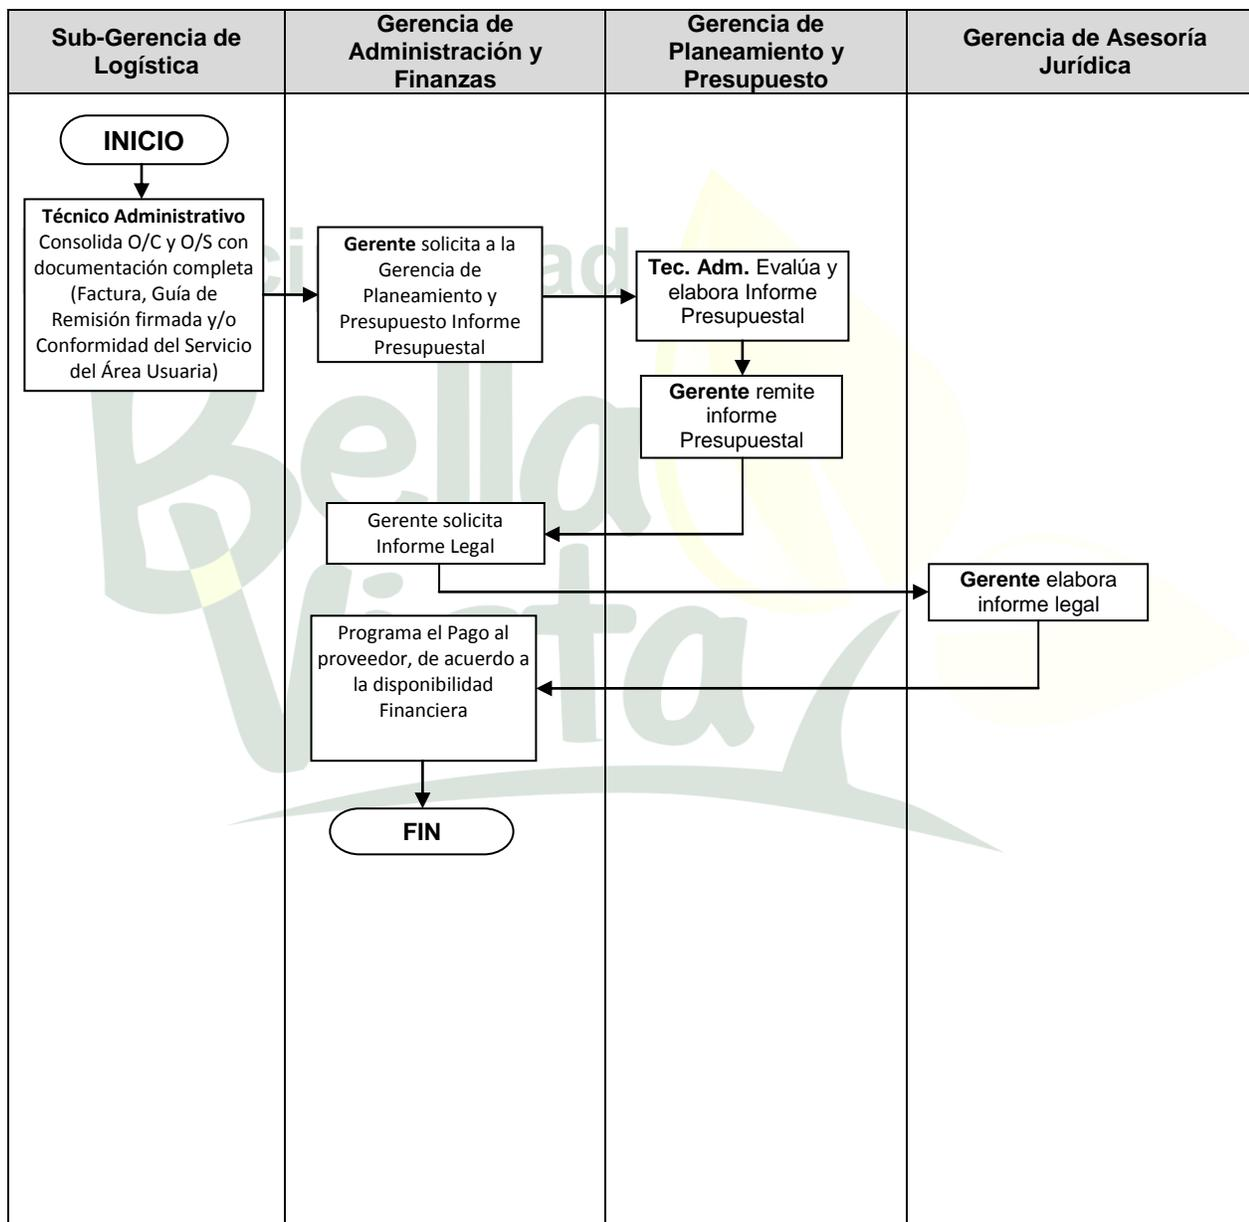 Sub-Gerencia de
Logística
Gerencia de
Administración y
Finanzas
Gerencia de
Planeamiento y
Presupuesto
Gerencia de Asesoría
Jurídica
INICIO
Técnico Administrativo
Consolida O/C y O/S con
documentación completa
(Factura, Guía de
Remisión firmada y/o
Conformidad del Servicio
del Área Usuaria)
Gerente solicita a la
Gerencia de
Planeamiento y
Presupuesto Informe
Presupuestal
Tec. Adm. Evalúa y
elabora Informe
Presupuestal
Gerente remite
informe
Presupuestal
Gerente solicita
Informe Legal
Gerente elabora
informe legal
Programa el Pago al
proveedor, de acuerdo a
la disponibilidad
Financiera
FIN
Bella
Vista